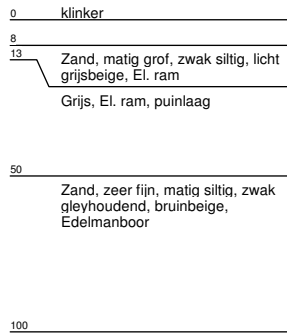 0 klinker
8
13
Zand, matig grof, zwak siltig, licht
grijsbeige, El. ram
Grijs, El. ram, puinlaag
50
Zand, zeer fijn, matig siltig, zwak
gleyhoudend, bruinbeige,
Edelmanboor
100